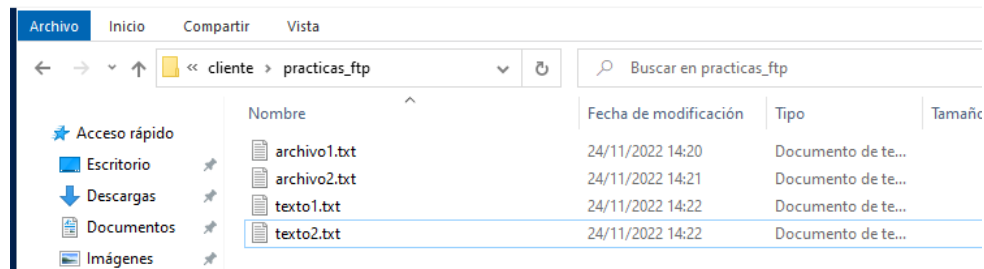 Archivo Inicio Compartir Vista
« cliente > practicas_ftp Buscar en practicas_ftp
Nombre Fecha de modificación Tipo Tamaño
Acceso rápido
Escritorio archivo1.txt 24/11/2022 14:20 Documento de te...
Descargas archivo2.txt 24/11/2022 14:21 Documento de te...
Documentos texto1.txt 24/11/2022 14:22 Documento de te...
Imágenes texto2.txt 24/11/2022 14:22 Documento de te...